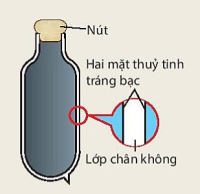 Nút
Hai mặt thuỷ tinh
tráng bạc
Lớp chân không